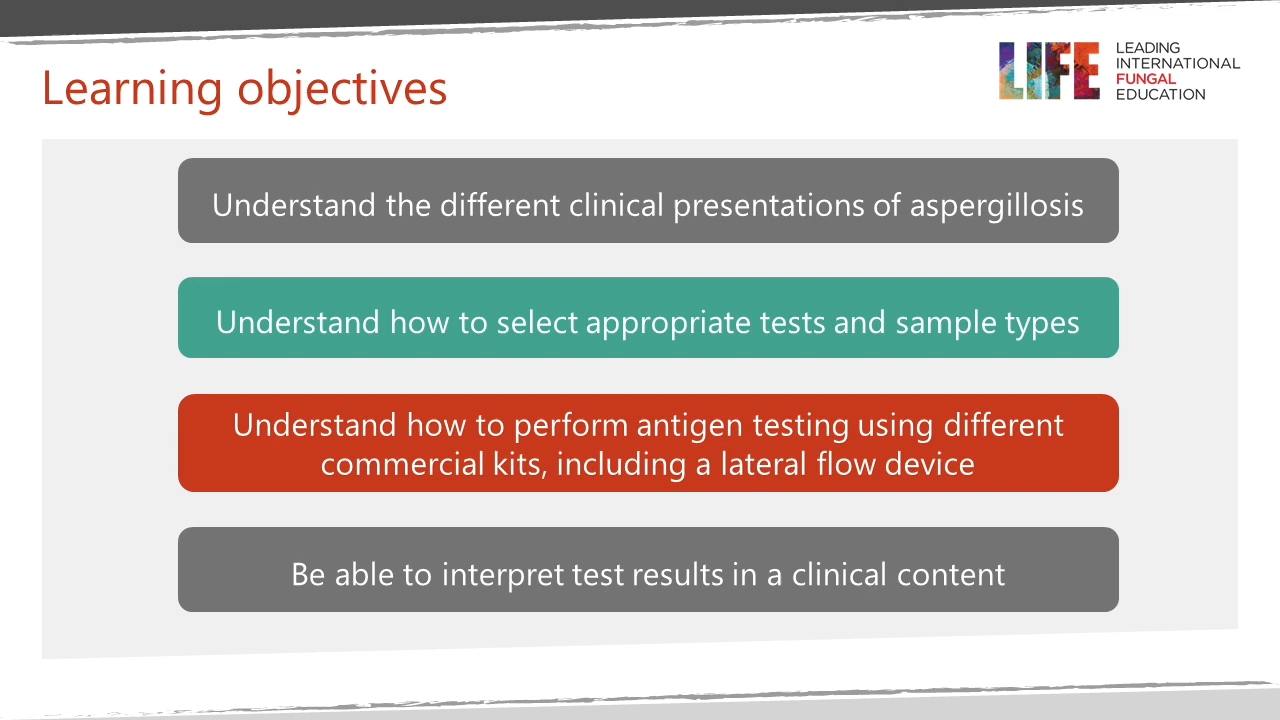 Learning objectives
LIFE
LEADING
INTERNATIONAL
FUNGAL
EDUCATION
Understand the different clinical presentations of aspergillosis
Understand how to select appropriate tests and sample types
Understand how to perform antigen testing using different
commercial kits, including a lateral flow device
Be able to interpret test results in a clinical content